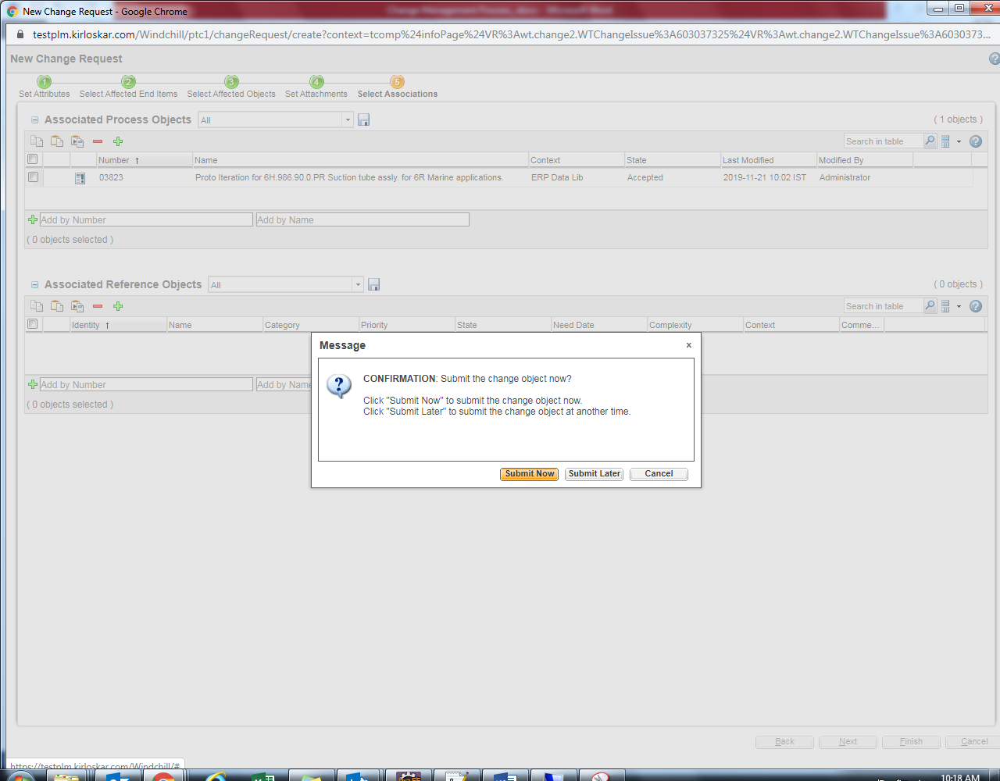 Change Management Process_.docx - Microsoft Word
New Change Request - Google Chrome
testplm.kirloskar.com/Windchill/ptc1/changeRequest/create?context=tcomp%24infoPage%24VR%3Awt.change2.WTChangeIssue%3A603037325%24VR%3Awt.change2.WTChangeIssue%3A6030373...
New Change Request
1 2 3 4 5
Set Attributes Select Affected End Items Select Affected Objects Set Attachments Select Associations
Associated Process Objects All ( 1 objects )
Search in table
Number ↑ Name Context State Last Modified Modified By
03823 Proto Iteration for 6H.986.90.0.PR Suction tube assly. for 6R Marine applications. ERP Data Lib Accepted 2019-11-21 10:02 IST Administrator
Add by Number Add by Name
( 0 objects selected )
Associated Reference Objects All ( 0 objects )
Search in table
Identity ↑ Name Category Priority State Need Date Complexity Context Comme...
Add by Number Add by Name
( 0 objects selected )
Message x
CONFIRMATION: Submit the change object now?
Click "Submit Now" to submit the change object now.
Click "Submit Later" to submit the change object at another time.
Submit Now Submit Later Cancel
Back Next Finish Cancel
https://testplm.kirloskar.com/Windchill/#
10:18 AM